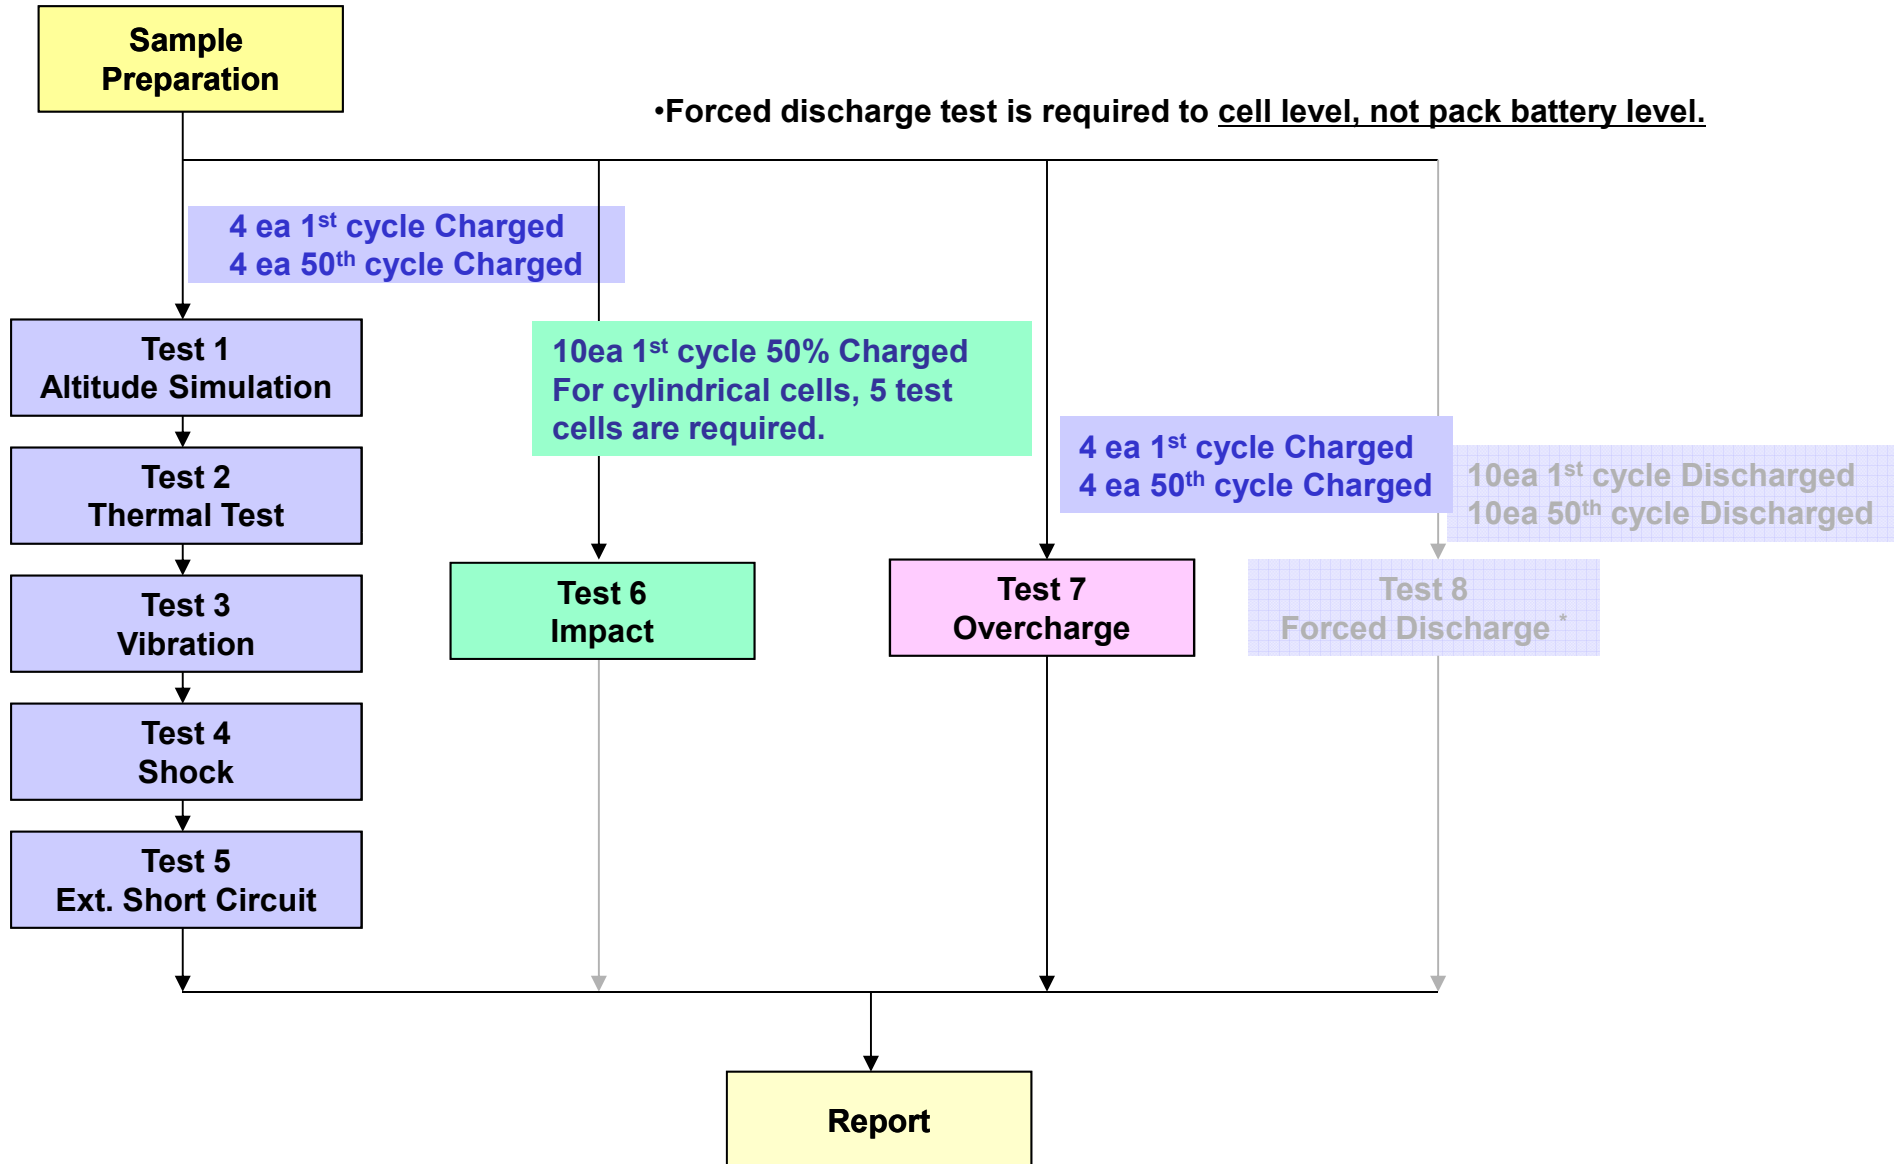 Sample
Preparation
•Forced discharge test is required to cell level, not pack battery level.
4 ea 1st cycle Charged
4 ea 50th cycle Charged
Test 1
Altitude Simulation
10ea 1st cycle 50% Charged
For cylindrical cells, 5 test
cells are required.
4 ea 1st cycle Charged
4 ea 50th cycle Charged
10ea 1st cycle Discharged
10ea 50th cycle Discharged
Test 2
Thermal Test
Test 3
Vibration
Test 6
Impact
Test 7
Overcharge
Test 8
Forced Discharge *
Test 4
Shock
Test 5
Ext. Short Circuit
Report